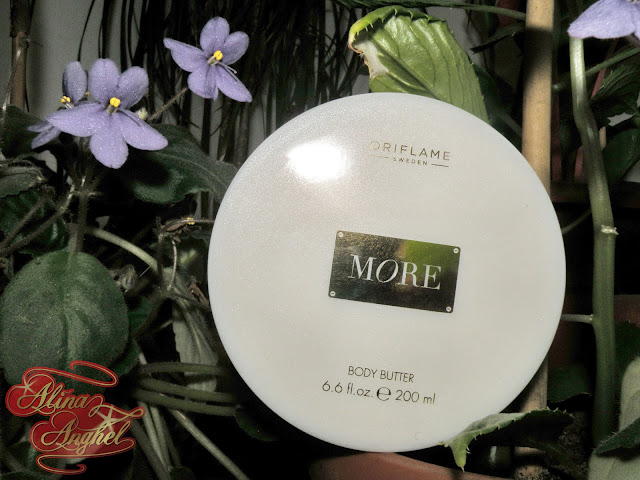 ORIFLAME
SWEDEN
MORE
BODY BUTTER
6.6 fl.oz. ℮ 200 ml
Alina
Anghel